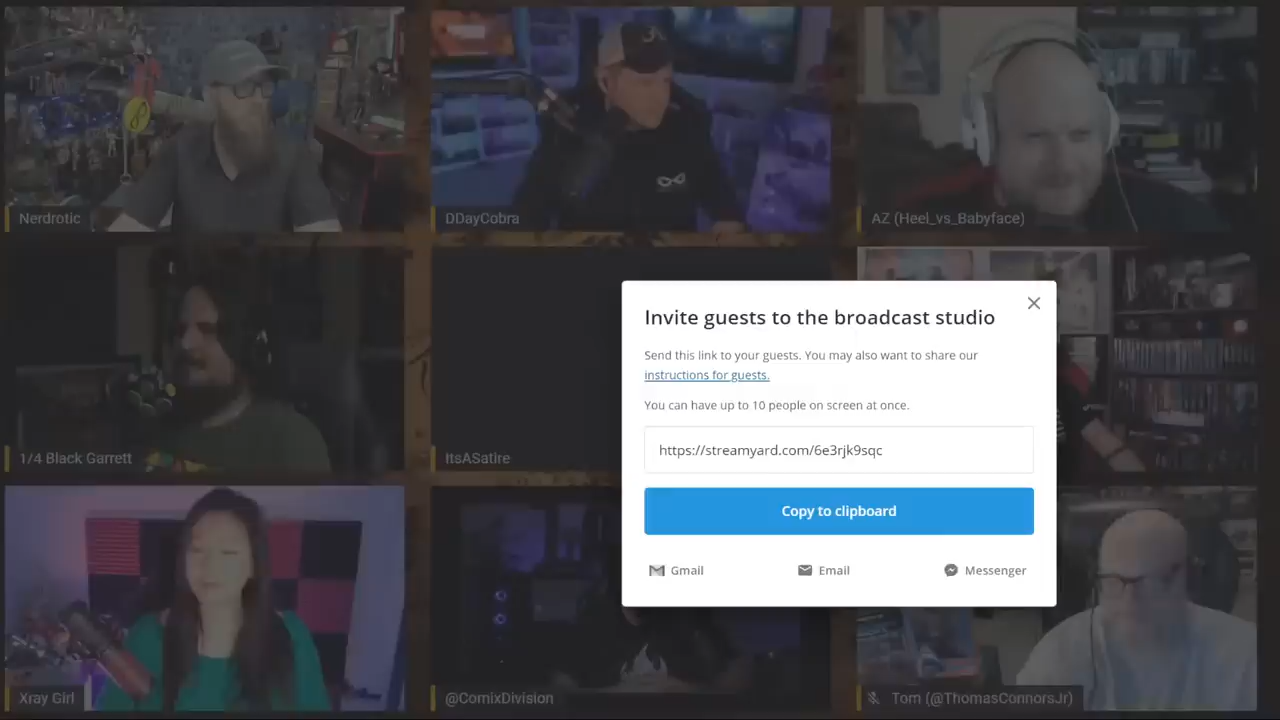 Nerdrotic
DDayCobra
AZ (Heel_vs_Babyface)
Invite guests to the broadcast studio
Send this link to your guests. You may also want to share our
instructions for guests.
You can have up to 10 people on screen at once.
https://streamyard.com/6e3rjk9sqc
Copy to clipboard
Gmail
Email
Messenger
1/4 Black Garrett
ItsASatire
Xray Girl
@ComixDivision
Tom (@ThomasConnorsJr)